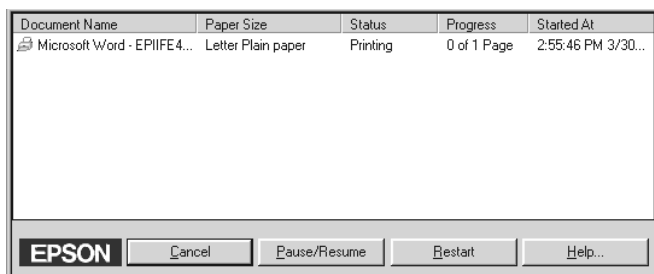 Document Name Paper Size Status Progress Started At
Microsoft Word - EPIIFE4... Letter Plain paper Printing 0 of 1 Page 2:55:46 PM 3/30...
EPSON Cancel Pause/Resume Restart Help...